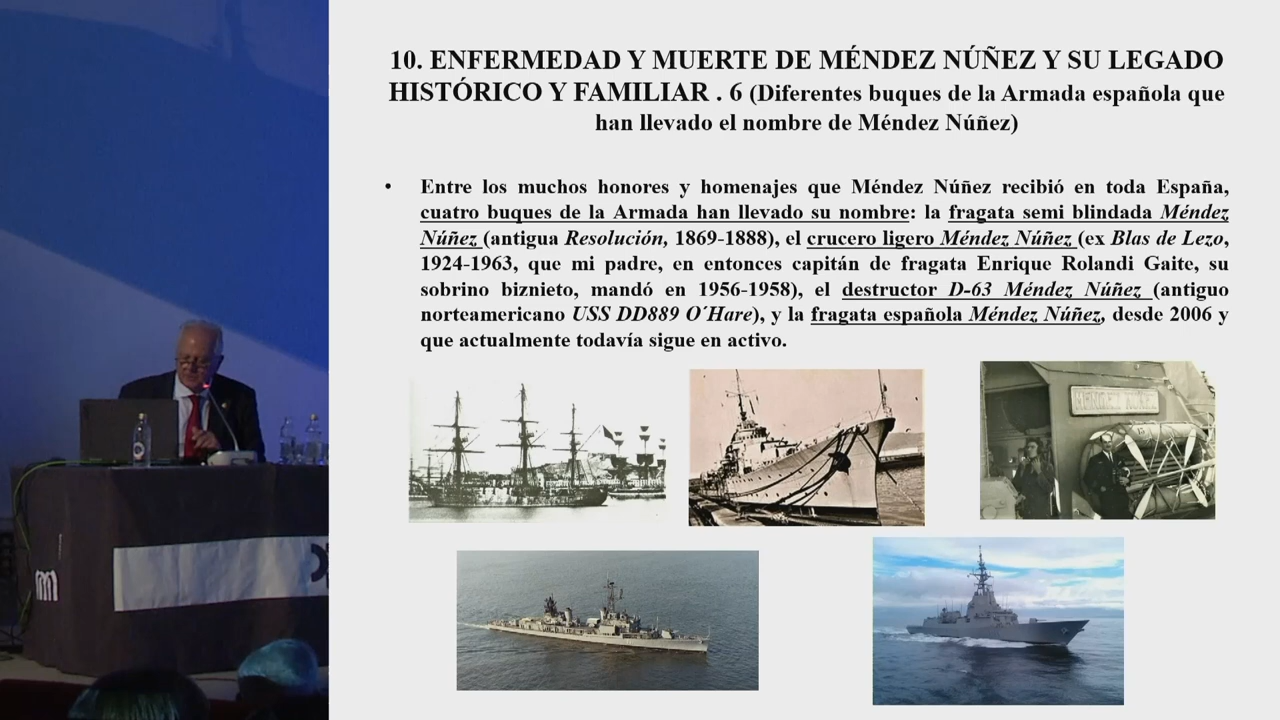 10. ENFERMEDAD Y MUERTE DE MÉNDEZ NÚÑEZ Y SU LEGADO
HISTÓRICO Y FAMILIAR . 6 (Diferentes buques de la Armada española que
han llevado el nombre de Méndez Núñez)
• Entre los muchos honores y homenajes que Méndez Núñez recibió en toda España,
cuatro buques de la Armada han llevado su nombre: la fragata semi blindada Méndez
Núñez (antigua Resolución, 1869-1888), el crucero ligero Méndez Núñez (ex Blas de Lezo,
1924-1963, que mi padre, en entonces capitán de fragata Enrique Rolandi Gaite, su
sobrino biznieto, mandó en 1956-1958), el destructor D-63 Méndez Núñez (antiguo
norteamericano USS DD889 O´Hare), y la fragata española Méndez Núñez, desde 2006 y
que actualmente todavía sigue en activo.
MÉNDEZ NÚÑEZ